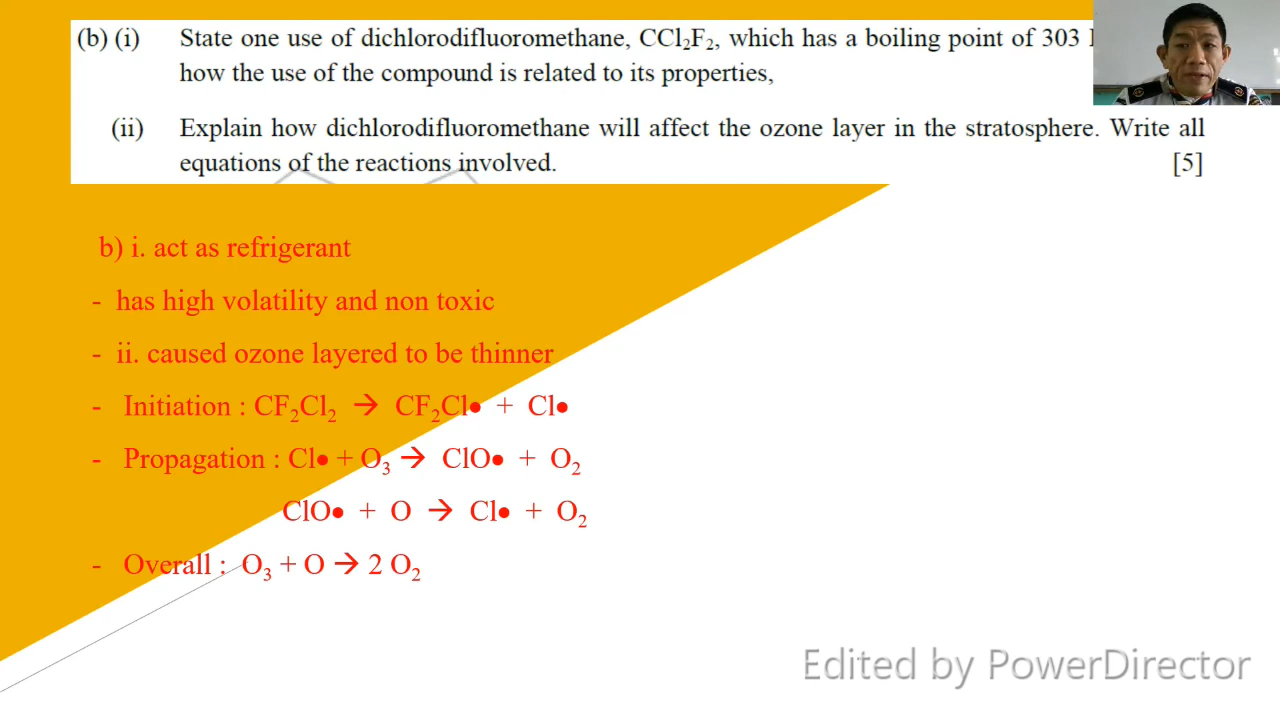 (b) (i) State one use of dichlorodifluoromethane, CCl₂F₂, which has a boiling point of 303
how the use of the compound is related to its properties,
(ii) Explain how dichlorodifluoromethane will affect the ozone layer in the stratosphere. Write all
equations of the reactions involved. [5]
b) i. act as refrigerant
- has high volatility and non toxic
- ii. caused ozone layered to be thinner
- Initiation : CF₂Cl₂ → CF₂Cl● + Cl●
- Propagation : Cl● + O₃ → ClO● + O₂
ClO● + O → Cl● + O₂
- Overall : O₃ + O → 2 O₂
Edited by PowerDirector